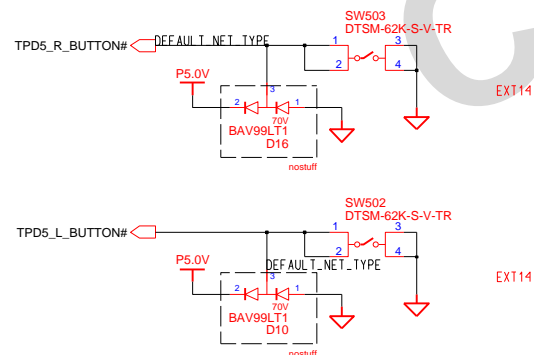 SW503
DTSM-62K-S-V-TR
TPD5_R_BUTTON#
DEFAULT_NET_TYPE
1
3
2
4
P5.0V
3
2
1
70V
BAV99LT1
D16
nostuff
EXT14
SW502
DTSM-62K-S-V-TR
TPD5_L_BUTTON#
1
3
2
4
P5.0V
DEFAULT_NET_TYPE
3
2
1
70V
BAV99LT1
D10
nostuff
EXT14